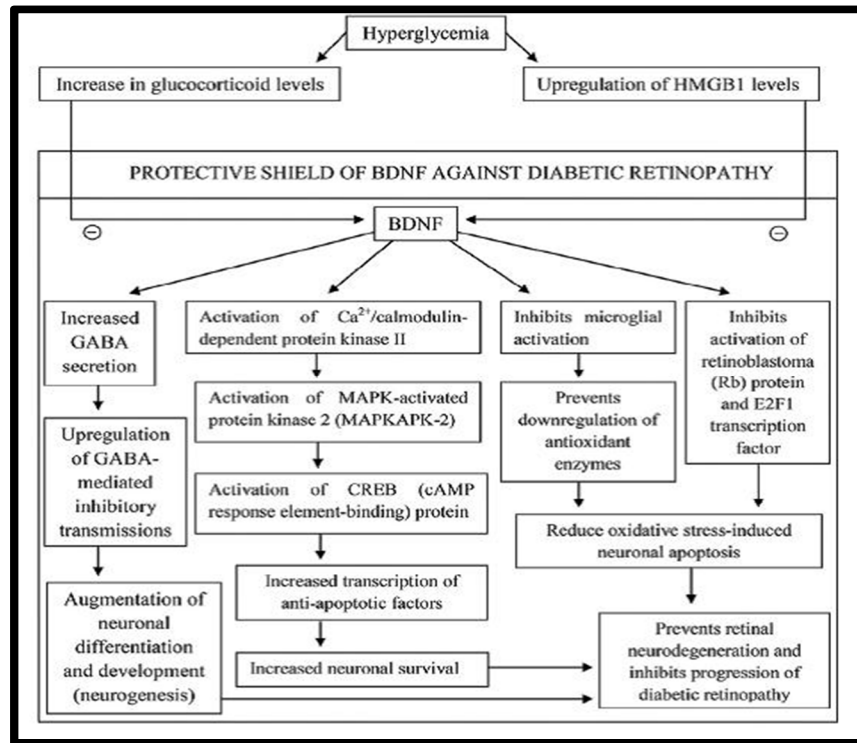 Hyperglycemia
Increase in glucocorticoid levels
Upregulation of HMGB1 levels
PROTECTIVE SHIELD OF BDNF AGAINST DIABETIC RETINOPATHY
BDNF
⊖
⊖
Increased
GABA
secretion
Upregulation
of GABA-
mediated
inhibitory
transmissions
Augmentation of
neuronal
differentiation
and development
(neurogenesis)
Activation of Ca²⁺/calmodulin-
dependent protein kinase II
Activation of MAPK-activated
protein kinase 2 (MAPKAPK-2)
Activation of CREB (cAMP
response element-binding) protein
Increased transcription of
anti-apoptotic factors
Increased neuronal survival
Inhibits microglial
activation
Prevents
downregulation of
antioxidant
enzymes
Inhibits
activation of
retinoblastoma
(Rb) protein
and E2F1
transcription
factor
Reduce oxidative stress-induced
neuronal apoptosis
Prevents retinal
neurodegeneration and
inhibits progression of
diabetic retinopathy